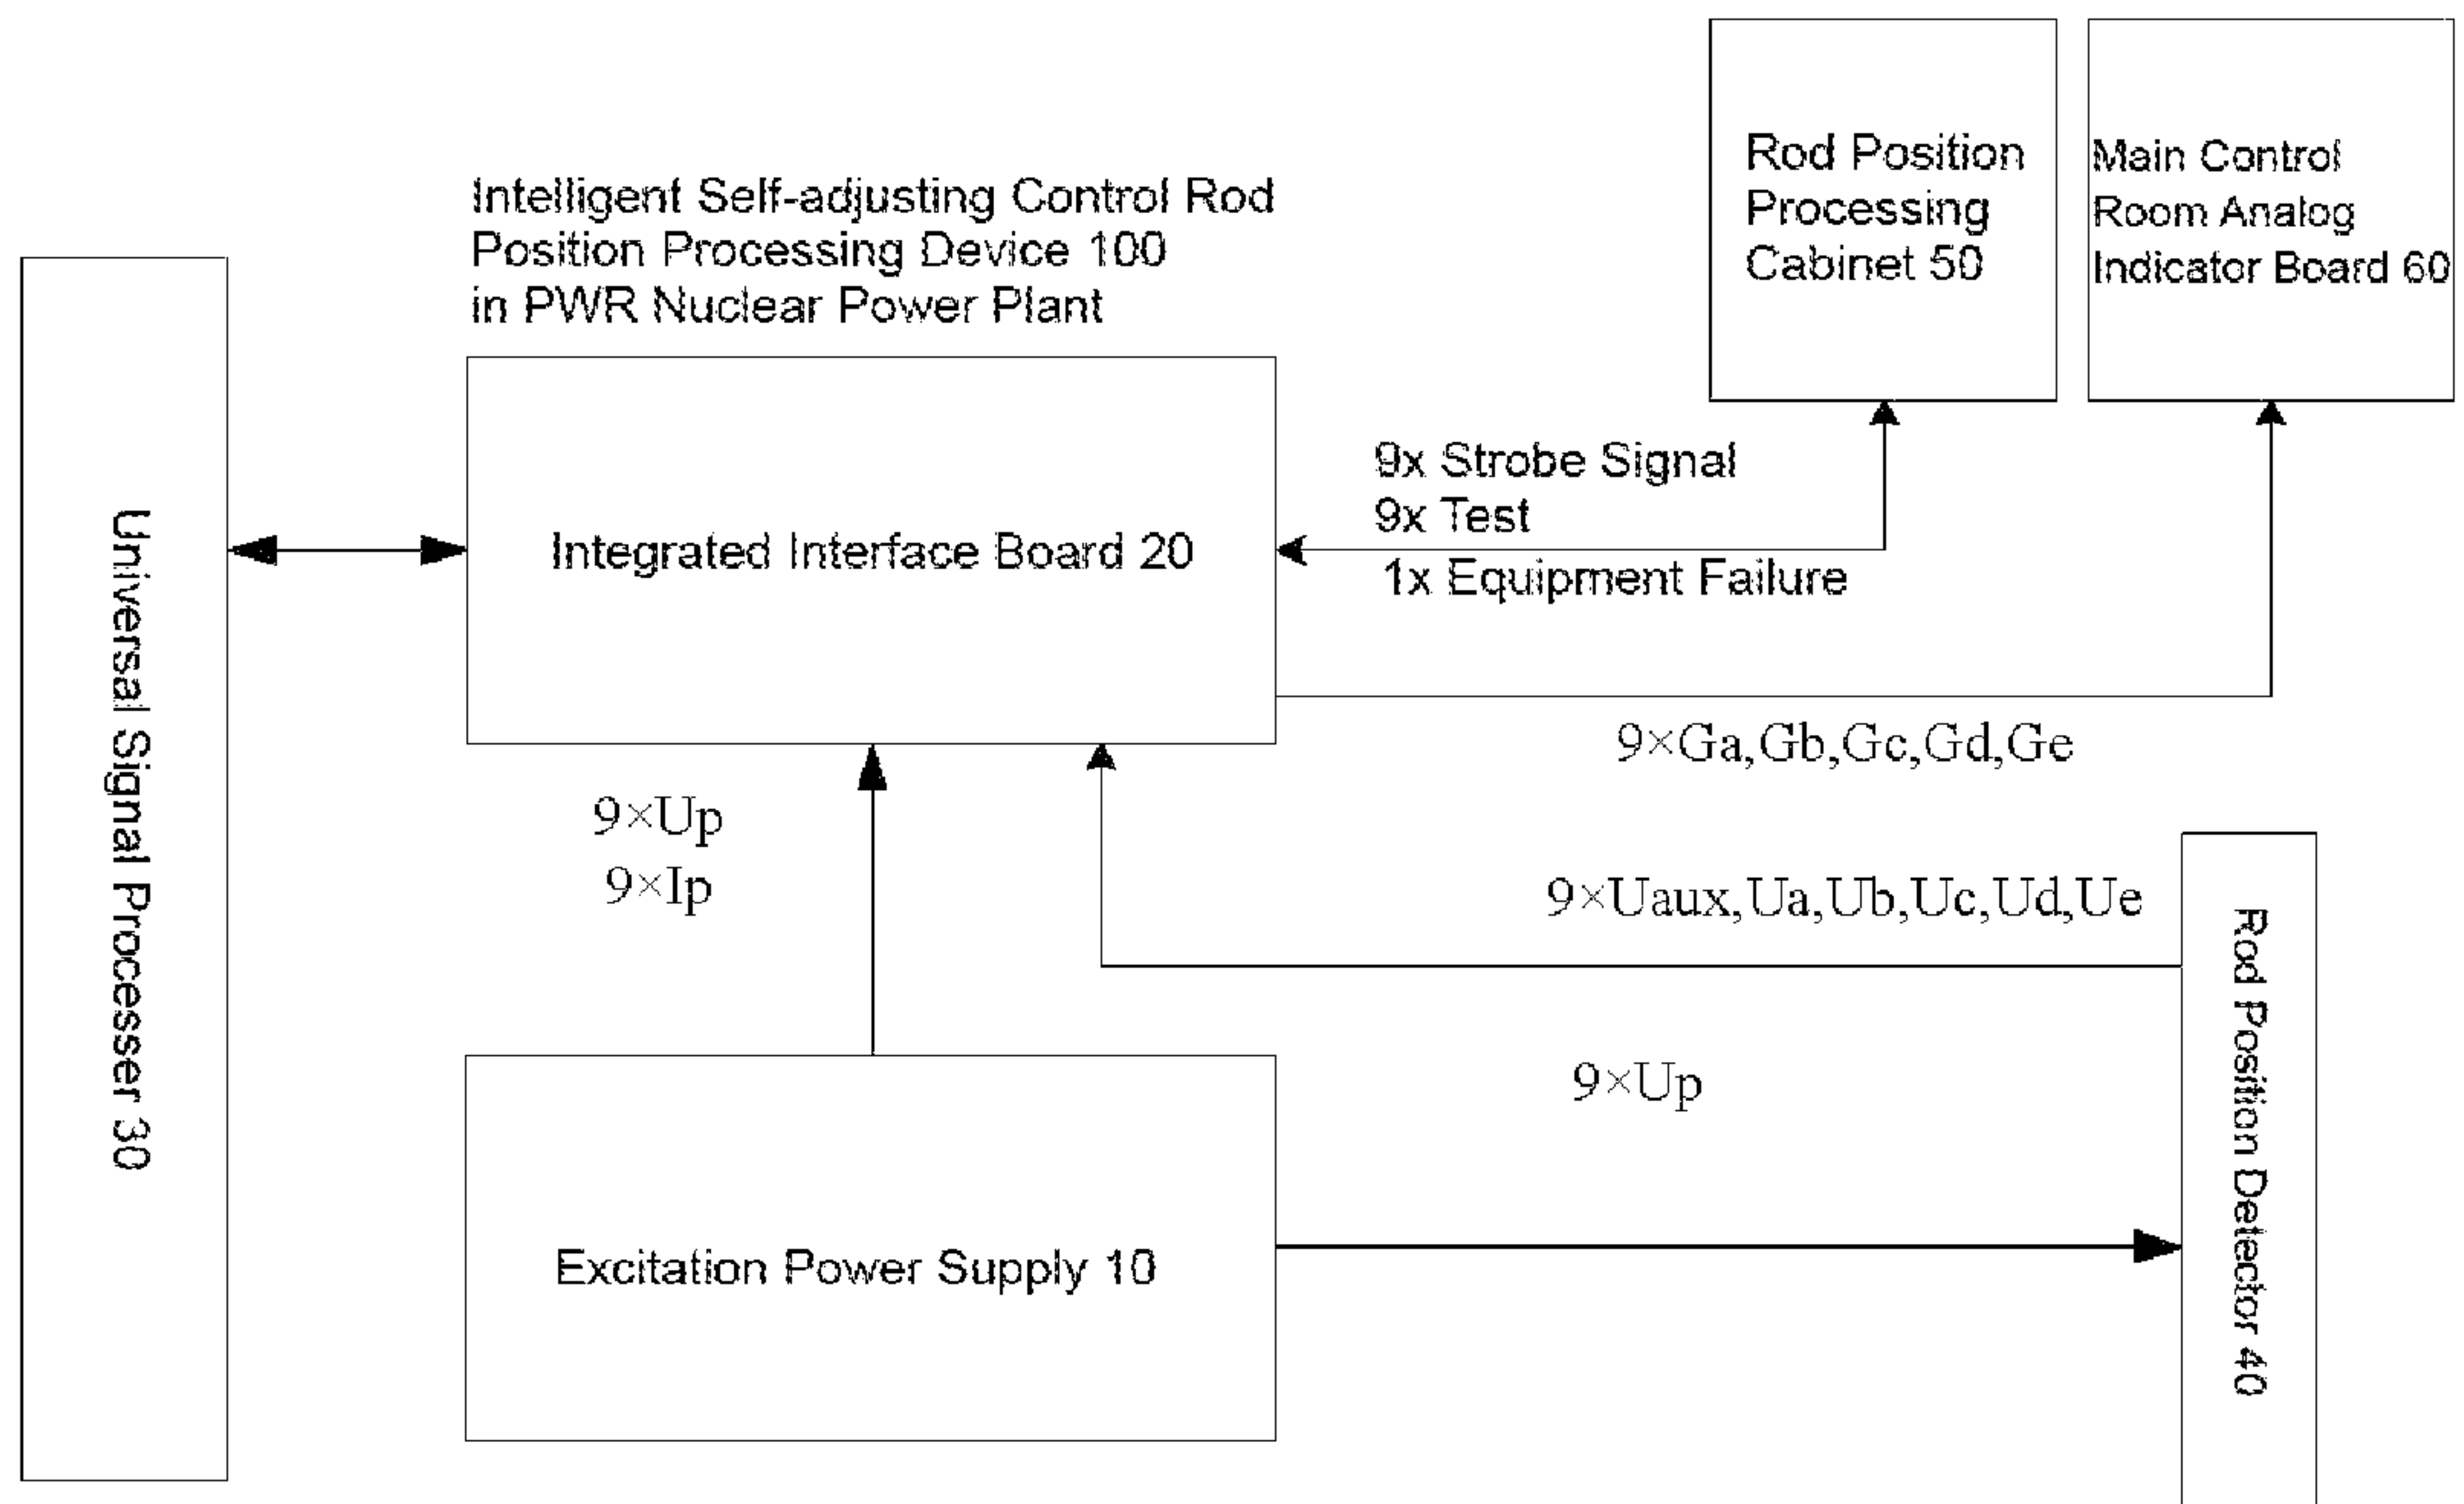 Rod Position
Processing
Cabinet 50
Main Control
Room Analog
Indicator Board 60
Intelligent Self-adjusting Control Rod
Position Processing Device 100
in PWR Nuclear Power Plant
Universal Signal Processer 30
Integrated Interface Board 20
9x Strobe Signal
9x Test
1x Equipment Failure
9×Ga,Gb,Gc,Gd,Ge
9×Up
9×Ip
9×Uaux,Ua,Ub,Uc,Ud,Ue
9×Up
Excitation Power Supply 10
Rod Position Detector 40